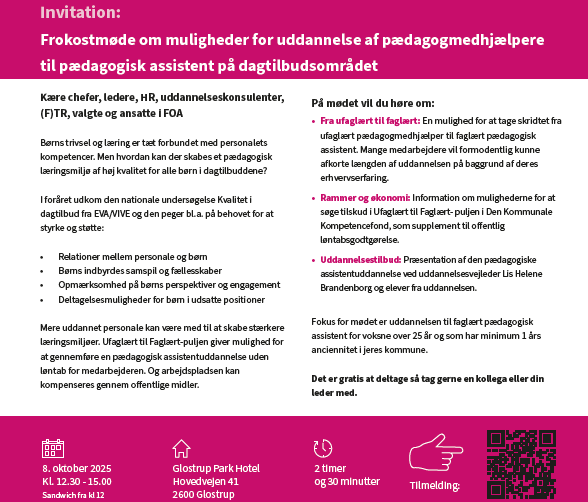 Invitation:
Frokostmøde om muligheder for uddannelse af pædagogmedhjælpere
til pædagogisk assistent på dagtilbudsområdet
Kære chefer, ledere, HR, uddannelseskonsulenter,
(F)TR, valgte og ansatte i FOA
Børns trivsel og læring er tæt forbundet med personalets
kompetencer. Men hvordan kan der skabes et pædagogisk
læringsmiljø af høj kvalitet for alle børn i dagtilbuddene?
I foråret udkom den nationale undersøgelse Kvalitet i
dagtilbud fra EVA/VIVE og den peger bl.a. på behovet for at
styrke og støtte:
• Relationer mellem personale og børn
• Børns indbyrdes samspil og fællesskaber
• Opmærksomhed på børns perspektiver og engagement
• Deltagelsesmuligheder for børn i udsatte positioner
Mere uddannet personale kan være med til at skabe stærkere
læringsmiljøer. Ufaglært til Faglært-puljen giver mulighed for
at gennemføre en pædagogisk assistentuddannelse uden
løntab for medarbejderen. Og arbejdspladsen kan
kompenseres gennem offentlige midler.
På mødet vil du høre om:
• Fra ufaglært til faglært: En mulighed for at tage skridtet fra
ufaglært pædagogmedhjælper til faglært pædagogisk
assistent. Mange medarbejdere vil formodentlig kunne
afkorte længden af uddannelsen på baggrund af deres
erhvervserfaring.
• Rammer og økonomi: Information om mulighederne for at
søge tilskud i Ufaglært til Faglært- puljen i Den Kommunale
Kompetencefond, som supplement til offentlig
løntabsgodtgørelse.
• Uddannelsestilbud: Præsentation af den pædagogiske
assistentuddannelse ved uddannelsesvejleder Lis Helene
Brandenborg og elever fra uddannelsen.
Fokus for mødet er uddannelsen til faglært pædagogisk
assistent for voksne over 25 år og som har minimum 1 års
anciennitet i jeres kommune.
Det er gratis at deltage så tag gerne en kollega eller din
leder med.
8. oktober 2025
Kl. 12.30 - 15.00
Sandwich fra kl 12
Glostrup Park Hotel
Hovedvejen 41
2600 Glostrup
2 timer
og 30 minutter
Tilmelding: